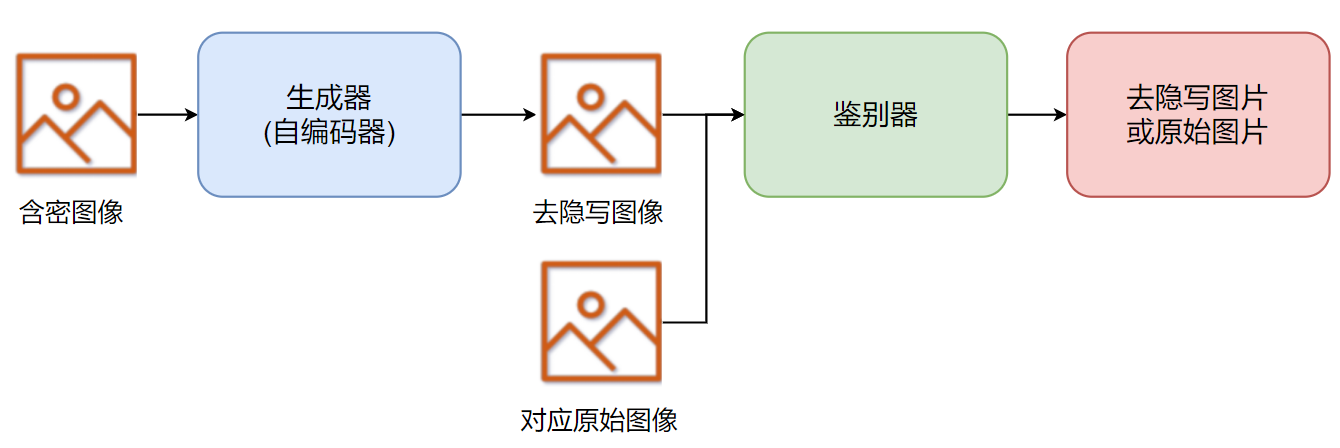 生成器
(自编码器)
鉴别器
去隐写图片
或原始图片
含密图像
去隐写图像
对应原始图像